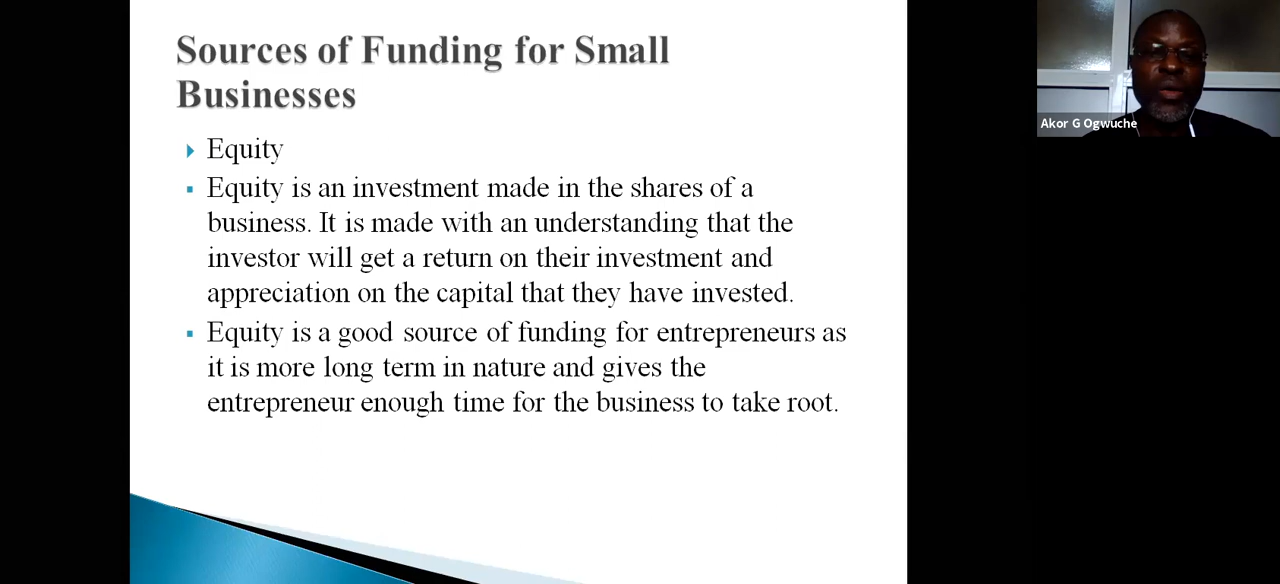 Sources of Funding for Small
Businesses
Equity
Equity is an investment made in the shares of a
business. It is made with an understanding that the
investor will get a return on their investment and
appreciation on the capital that they have invested.
Equity is a good source of funding for entrepreneurs as
it is more long term in nature and gives the
entrepreneur enough time for the business to take root.
Akor G Ogwuche